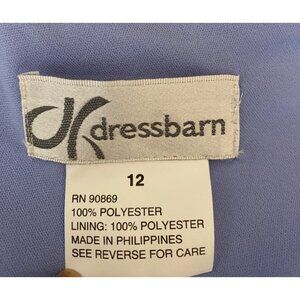 dressbarn
12
RN 90869
100% POLYESTER
LINING: 100% POLYESTER
MADE IN PHILIPPINES
SEE REVERSE FOR CARE